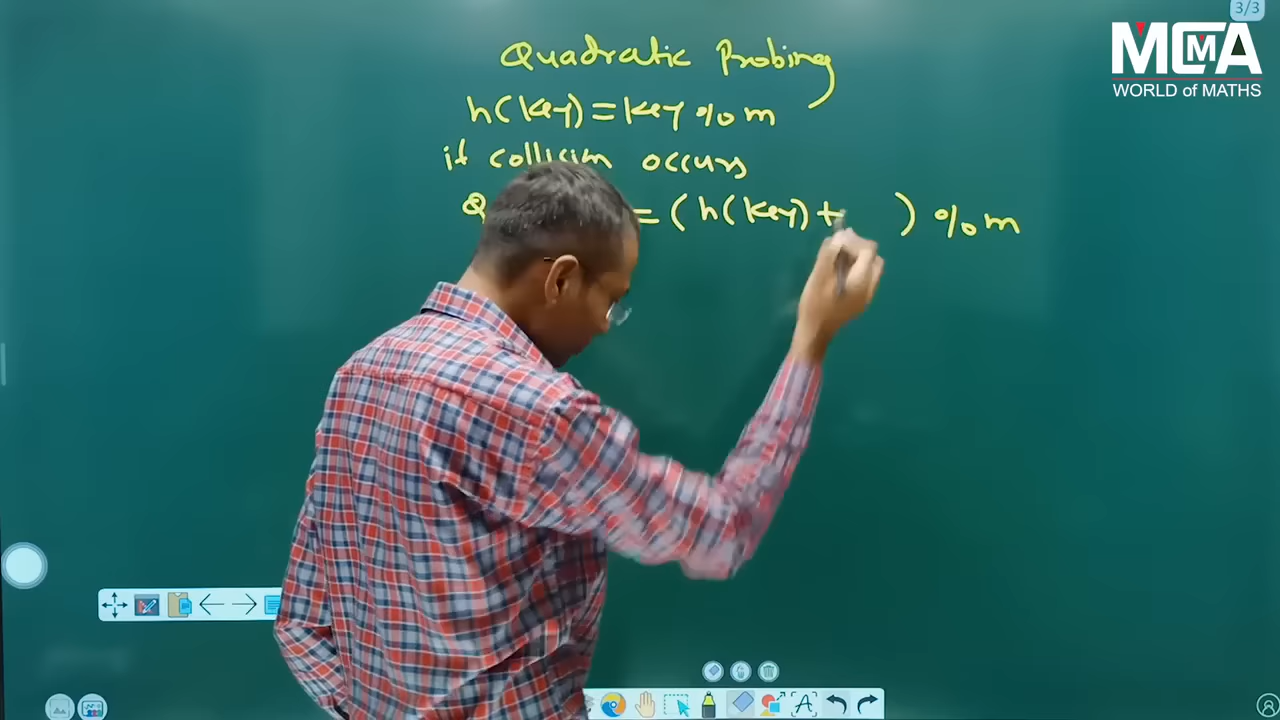 3/3
MCMA
WORLD of MATHS
Quadratic Probing
h(key)=key%m
if collision occurs
= (h(key)+ ) %m